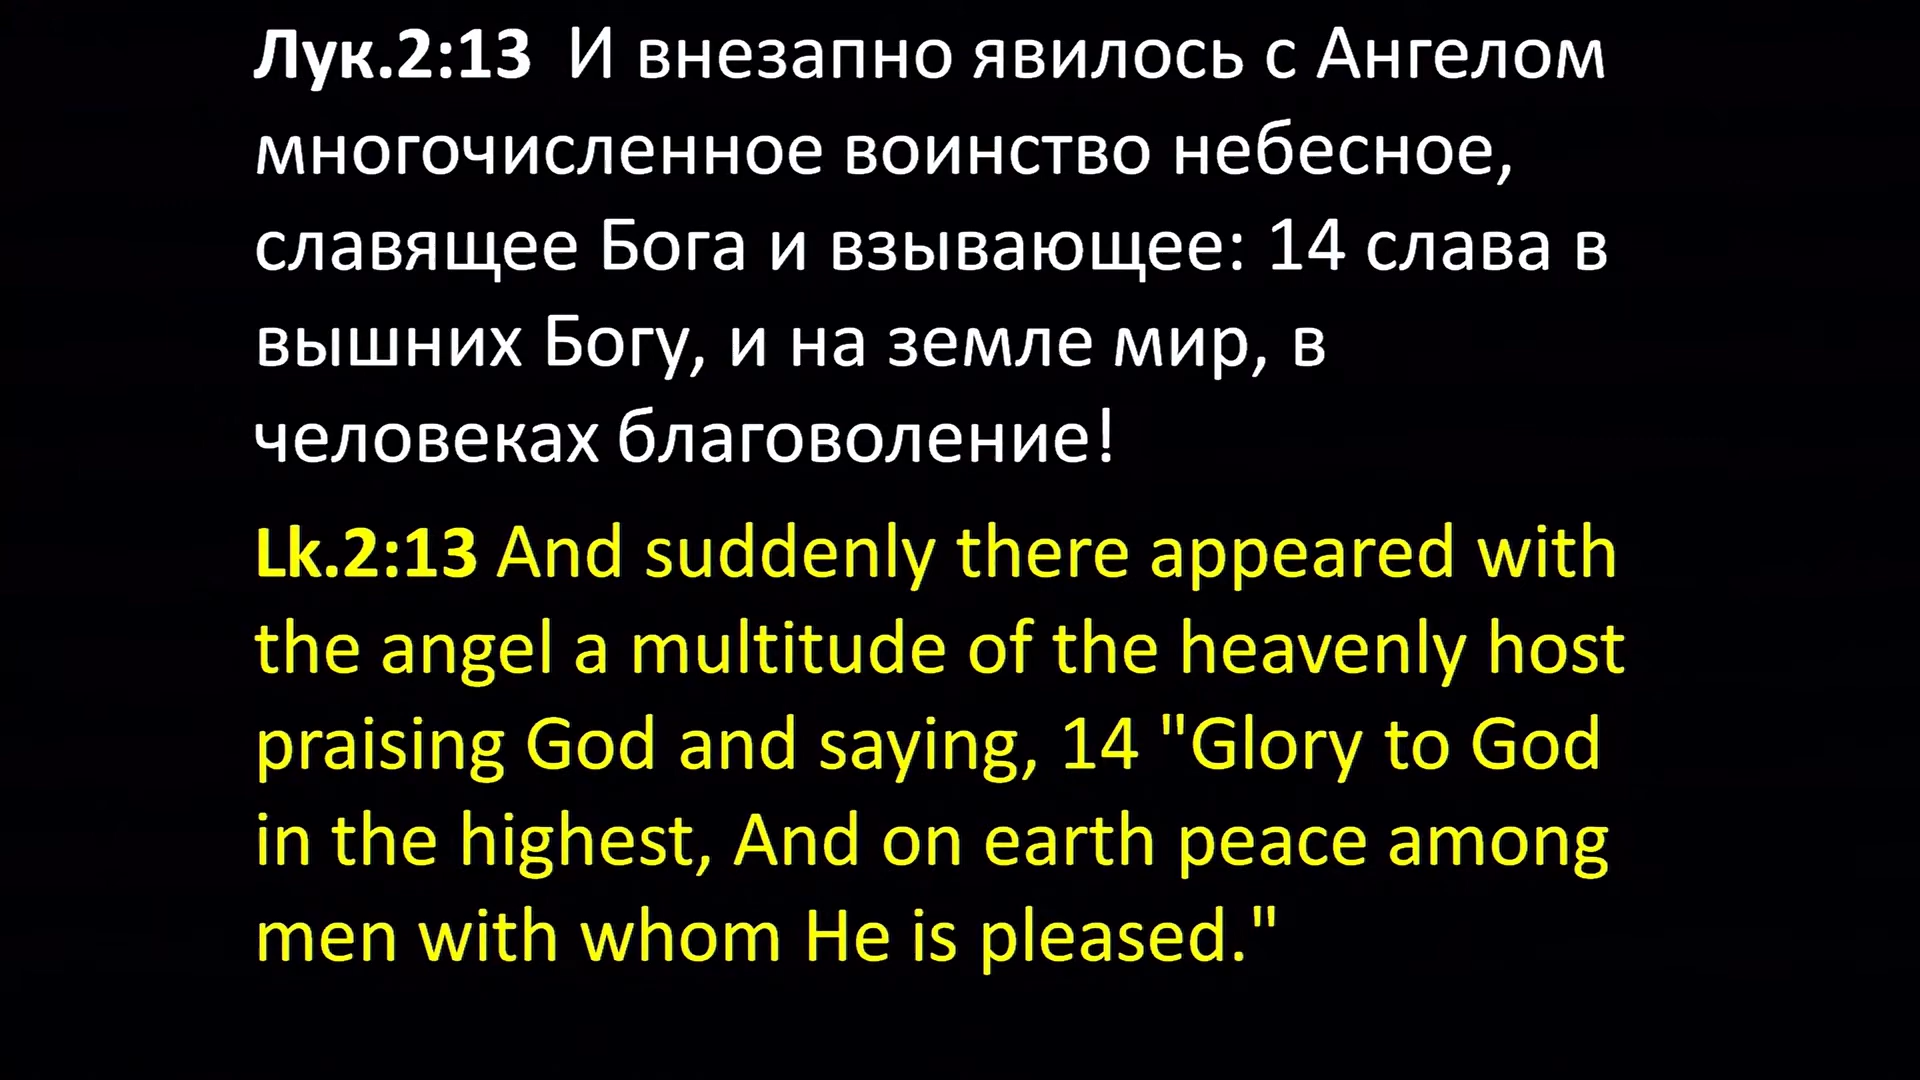 Лук.2:13 И внезапно явилось с Ангелом
многочисленное воинство небесное,
славящее Бога и взывающее: 14 слава в
вышних Богу, и на земле мир, в
человеках благоволение!
Lk.2:13 And suddenly there appeared with
the angel a multitude of the heavenly host
praising God and saying, 14 "Glory to God
in the highest, And on earth peace among
men with whom He is pleased."